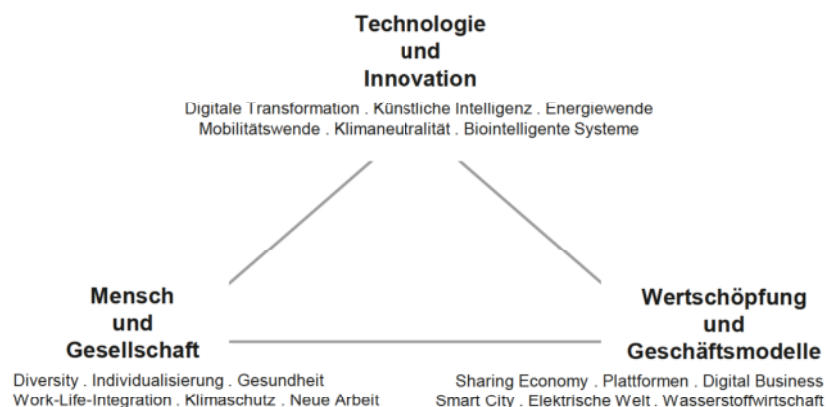 Technologie
und
Innovation
Digitale Transformation . Künstliche Intelligenz . Energiewende
Mobilitätswende . Klimaneutralität . Biointelligente Systeme
Mensch
und
Gesellschaft
Diversity . Individualisierung . Gesundheit
Work-Life-Integration . Klimaschutz . Neue Arbeit
Wertschöpfung
und
Geschäftsmodelle
Sharing Economy . Plattformen . Digital Business
Smart City . Elektrische Welt . Wasserstoffwirtschaft